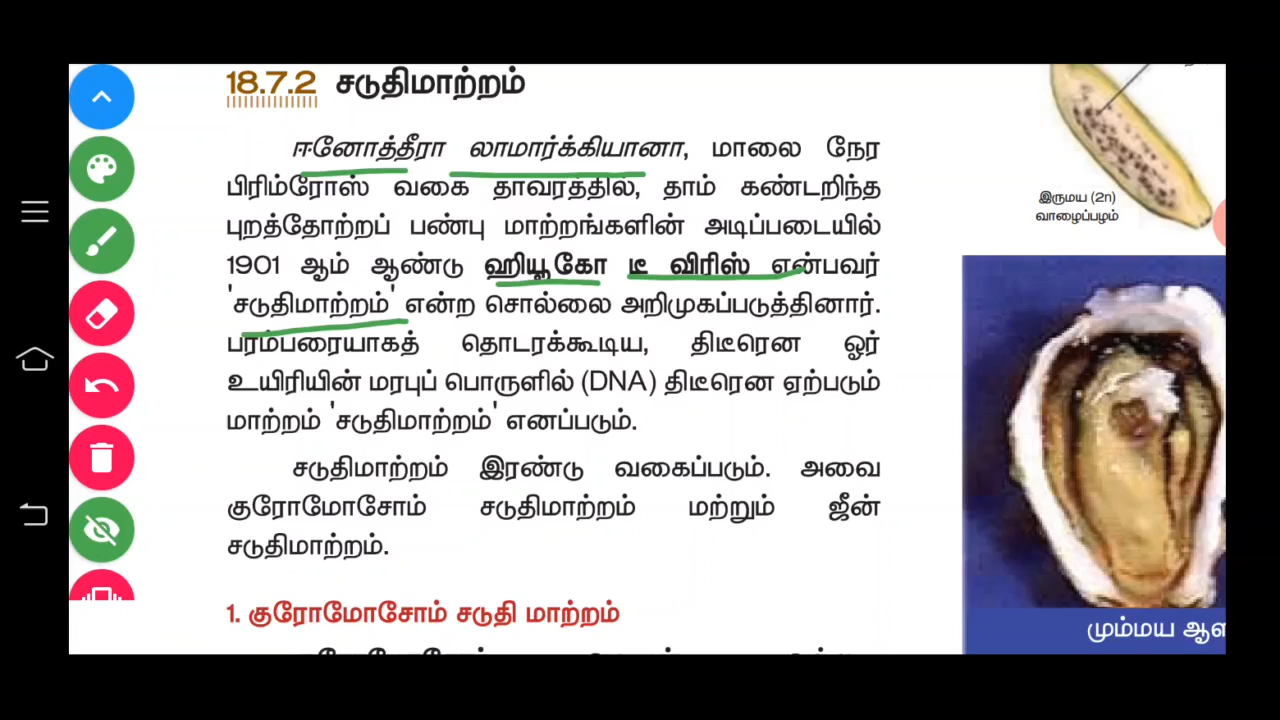 18.7.2 சடுதிமாற்றம்
ஈனோத்தீரா லாமார்க்கியானா, மாலை நேர
பிரிம்ரோஸ் வகை தாவரத்தில், தாம் கண்டறிந்த
புறத்தோற்றப் பண்பு மாற்றங்களின் அடிப்படையில்
1901 ஆம் ஆண்டு ஹியூகோ டீ விரிஸ் என்பவர்
'சடுதிமாற்றம்' என்ற சொல்லை அறிமுகப்படுத்தினார்.
பரம்பரையாகத் தொடரக்கூடிய, திடீரென ஓர்
உயிரியின் மரபுப் பொருளில் (DNA) திடீரென ஏற்படும்
மாற்றம் 'சடுதிமாற்றம்' எனப்படும்.
சடுதிமாற்றம் இரண்டு வகைப்படும். அவை
குரோமோசோம் சடுதிமாற்றம் மற்றும் ஜீன்
சடுதிமாற்றம்.
1. குரோமோசோம் சடுதி மாற்றம்
இருமய (2n)
வாழைப்பழம்
மும்மய